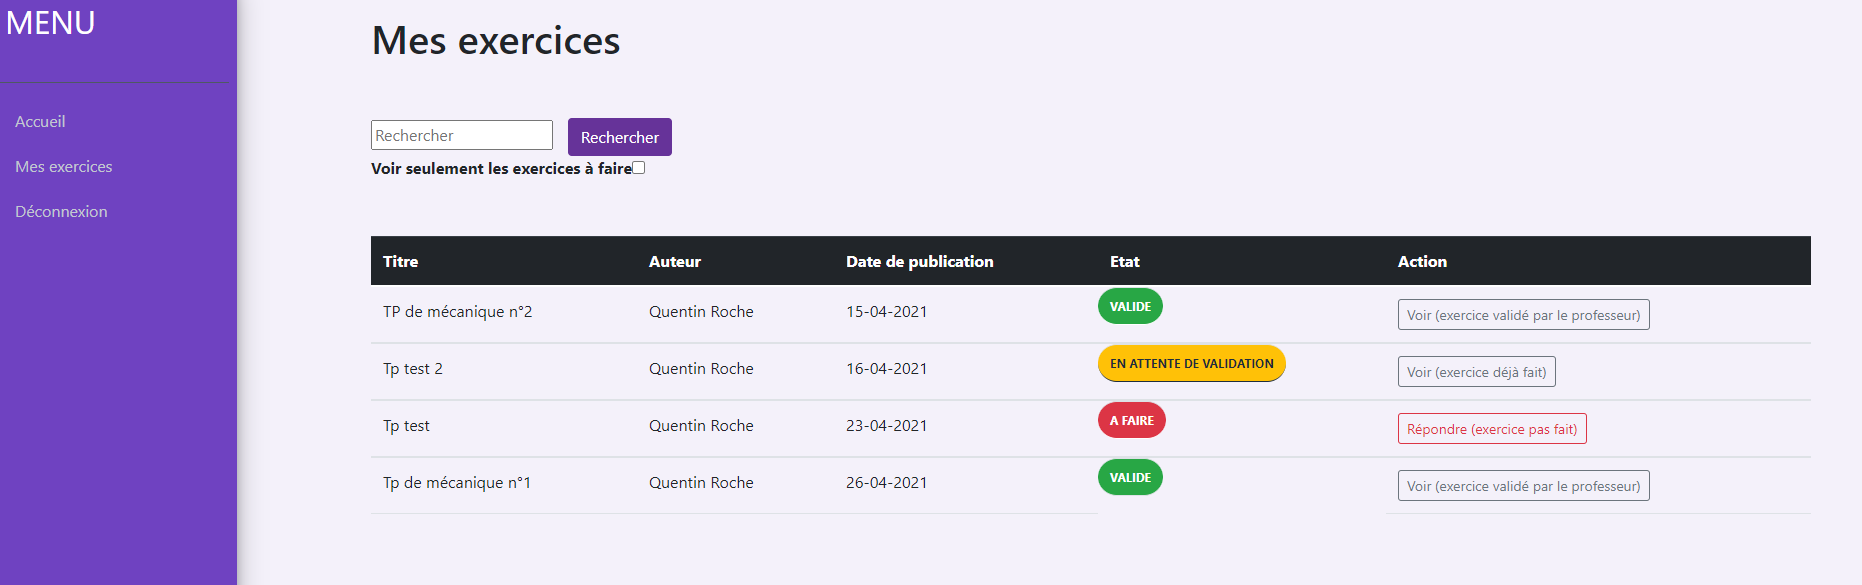 MENU
Accueil
Mes exercices
Déconnexion
Mes exercices
Rechercher Rechercher
Voir seulement les exercices à faire
Titre Auteur Date de publication Etat Action
TP de mécanique n°2 Quentin Roche 15-04-2021 VALIDE Voir (exercice validé par le professeur)
Tp test 2 Quentin Roche 16-04-2021 EN ATTENTE DE VALIDATION Voir (exercice déjà fait)
Tp test Quentin Roche 23-04-2021 A FAIRE Répondre (exercice pas fait)
Tp de mécanique n°1 Quentin Roche 26-04-2021 VALIDE Voir (exercice validé par le professeur)